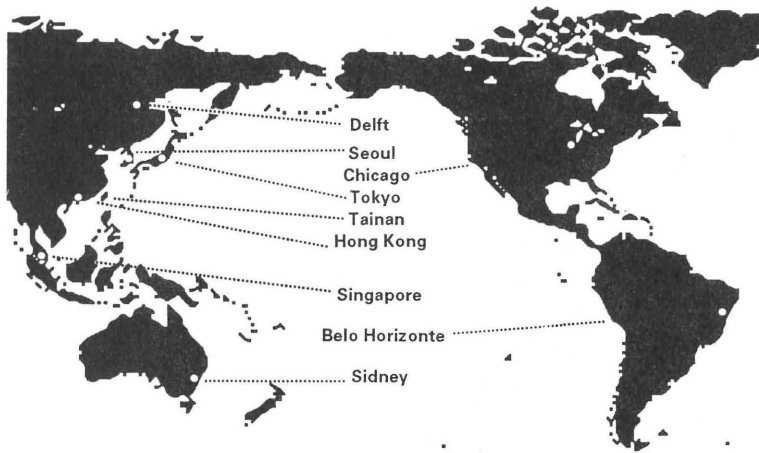 Delft
Seoul
Chicago
Tokyo
Tainan
Hong Kong
Singapore
Belo Horizonte
Sidney